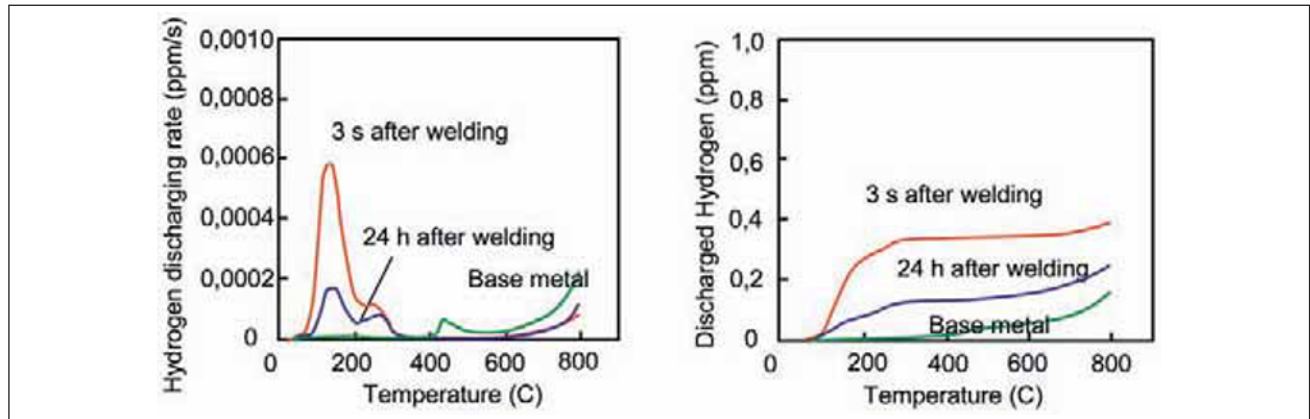 Hydrogen discharging rate (ppm/s)
0,0010
0,0008
0,0006
0,0004
0,0002
0
3 s after welding
24 h after welding
Base metal
0 200 400 600 800
Temperature (C)
Discharged Hydrogen (ppm)
1,0
0,8
0,6
0,4
0,2
0
3 s after welding
24 h after welding
Base metal
0 200 400 600 800
Temperature (C)